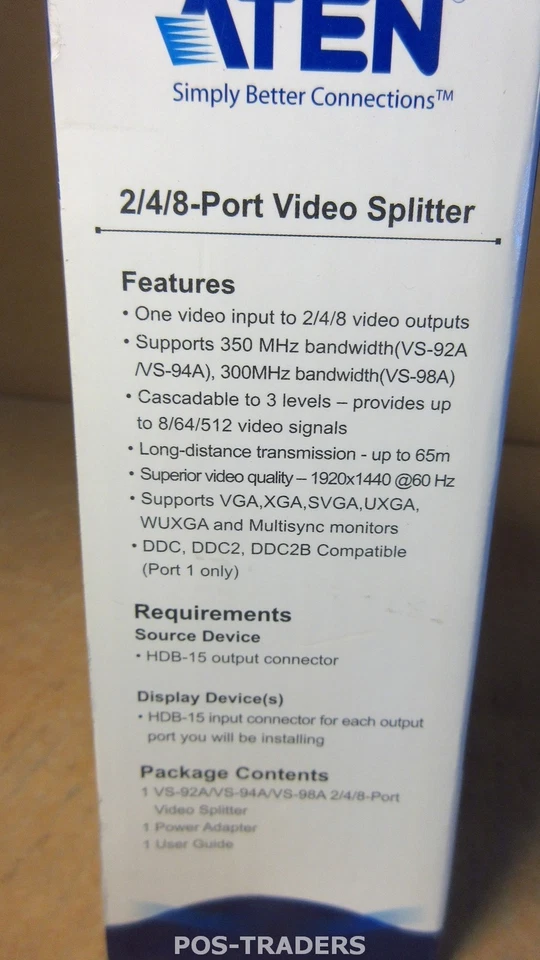 ATEN
Simply Better Connections™
2/4/8-Port Video Splitter
Features
• One video input to 2/4/8 video outputs
• Supports 350 MHz bandwidth(VS-92A
/VS-94A), 300MHz bandwidth(VS-98A)
• Cascadable to 3 levels – provides up
to 8/64/512 video signals
• Long-distance transmission - up to 65m
• Superior video quality – 1920x1440 @60 Hz
• Supports VGA,XGA,SVGA,UXGA,
WUXGA and Multisync monitors
• DDC, DDC2, DDC2B Compatible
(Port 1 only)
Requirements
Source Device
• HDB-15 output connector
Display Device(s)
• HDB-15 input connector for each output
port you will be installing
Package Contents
1 VS-92A/VS-94A/VS-98A 2/4/8-Port
Video Splitter
1 Power Adapter
1 User Guide
POS-TRADERS